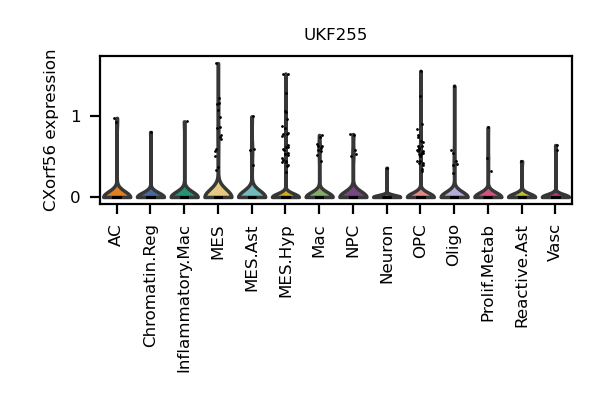 UKF255
CXorf56 expression
1
0
AC
Chromatin.Reg
Inflammatory.Mac
MES
MES.Ast
MES.Hyp
Mac
NPC
Neuron
OPC
Oligo
Prolif.Metab
Reactive.Ast
Vasc